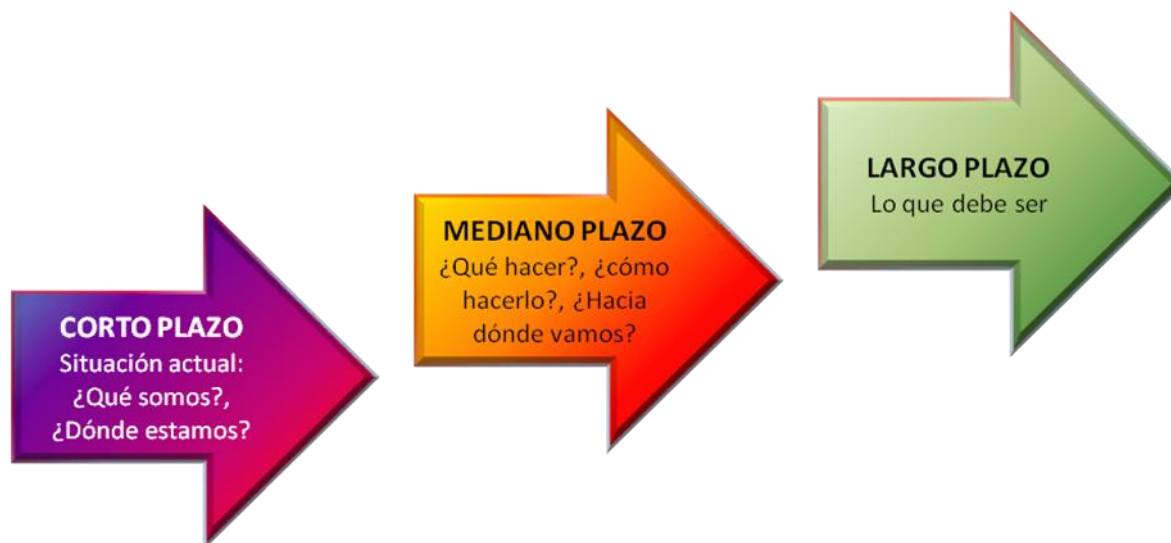 CORTO PLAZO
Situación actual:
¿Qué somos?,
¿Dónde estamos?
MEDIANO PLAZO
¿Qué hacer?, ¿cómo
hacerlo?, ¿Hacia
dónde vamos?
LARGO PLAZO
Lo que debe ser